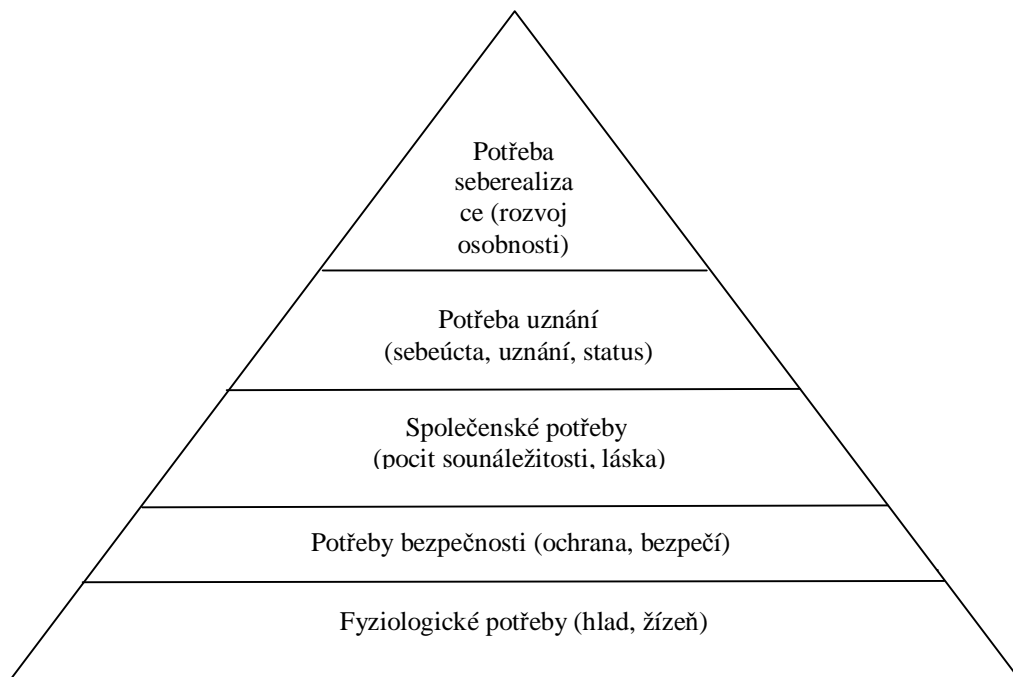 Potřeba
seberealiza
ce (rozvoj
osobnosti)
Potřeba uznání
(sebeúcta, uznání, status)
Společenské potřeby
(pocit sounáležitosti, láska)
Potřeby bezpečnosti (ochrana, bezpečí)
Fyziologické potřeby (hlad, žízeň)